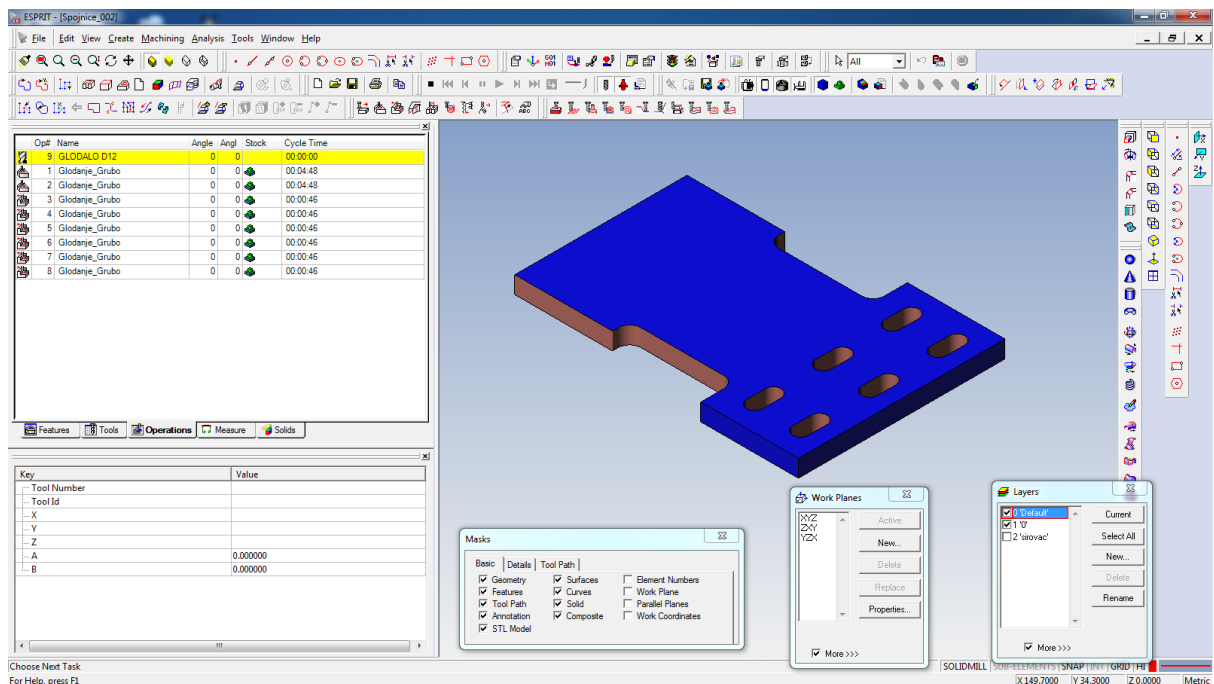 ESPRIT - [Spojnice_002]
File Edit View Create Machining Analysis Tools Window Help
All
Op# Name Angle Angl Stock Cycle Time
9 GLODALO D12 0 0 00:00:00
1 Glodanje_Grubo 0 0 00:04:48
2 Glodanje_Grubo 0 0 00:04:48
3 Glodanje_Grubo 0 0 00:00:46
4 Glodanje_Grubo 0 0 00:00:46
5 Glodanje_Grubo 0 0 00:00:46
6 Glodanje_Grubo 0 0 00:00:46
7 Glodanje_Grubo 0 0 00:00:46
8 Glodanje_Grubo 0 0 00:00:46
Features Tools Operations Measure Solids
Key Value
Tool Number
Tool Id
X
Y
Z
A 0.000000
B 0.000000
Masks
Basic Details Tool Path
Geometry Surfaces Element Numbers
Features Curves Work Plane
Tool Path Solid Parallel Planes
Annotation Composite Work Coordinates
STL Model
Work Planes
XYZ
ZXY
YZX
Active
New...
Delete
Replace
Properties...
More >>>
Layers
0 'Default'
1 '0'
2 'sirovac'
Current
Select All
New...
Delete
Rename
More >>>
Choose Next Task
SOLIDMILL SUB-ELEMENTS SNAP INT GRID HI
For Help, press F1
X 149.7000 Y 34.3000 Z 0.0000 Metric